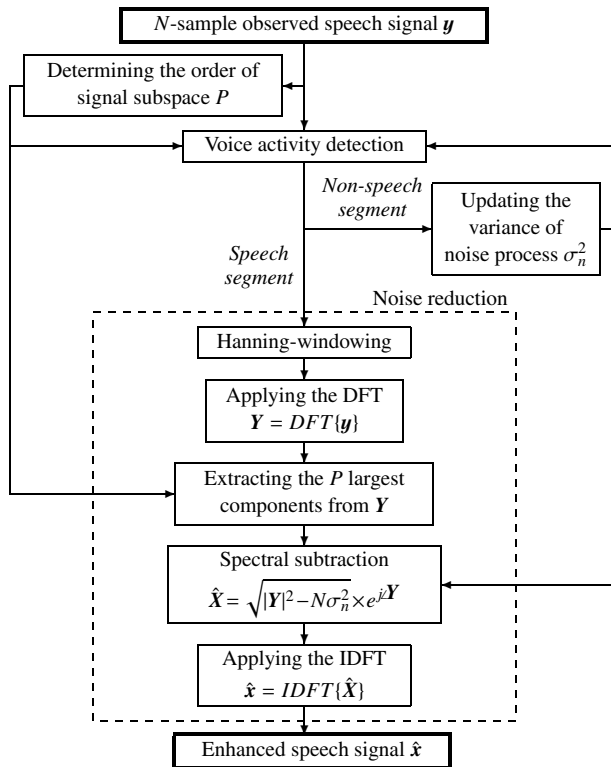 N-sample observed speech signal y
Determining the order of
signal subspace P
Voice activity detection
Non-speech
segment
Updating the
variance of
noise process σ_n^2
Speech
segment
Noise reduction
Hanning-windowing
Applying the DFT
Y = DFT{y}
Extracting the P largest
components from Y
Spectral subtraction
X̂ = √(|Y|^2 − Nσ_n^2) × e^{j∠Y}
Applying the IDFT
x̂ = IDFT{X̂}
Enhanced speech signal x̂